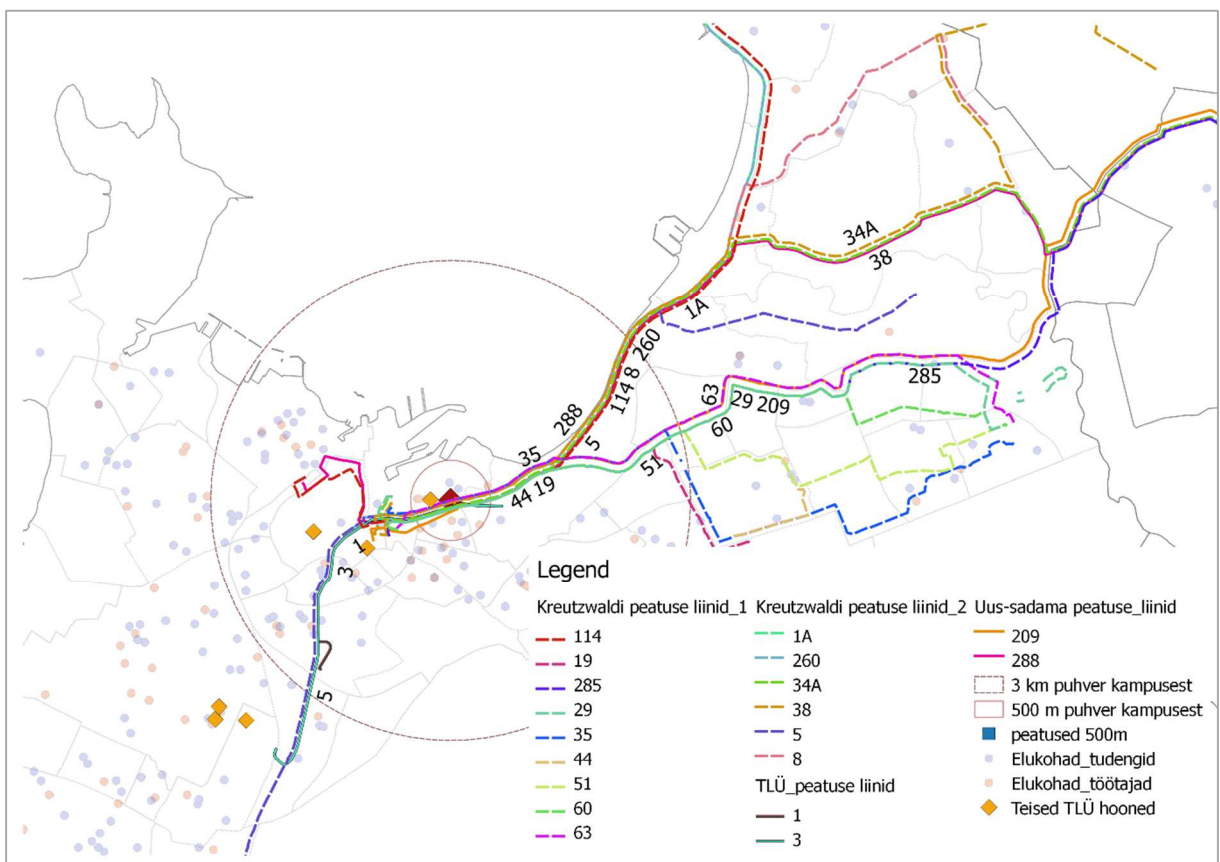 34A
38
1A
260
8
114
288
5
285
63
29 209
60
51
35
44 19
1
3
5
Legend
Kreutzwaldi peatuse liinid_1
114
19
285
29
35
44
51
60
63
Kreutzwaldi peatuse liinid_2
1A
260
34A
38
5
8
TLÜ_peatuse liinid
1
3
Uus-sadama peatuse_liinid
209
288
3 km puhver kampusest
500 m puhver kampusest
peatused 500m
Elukohad_tudengid
Elukohad_töötajad
Teised TLÜ hooned